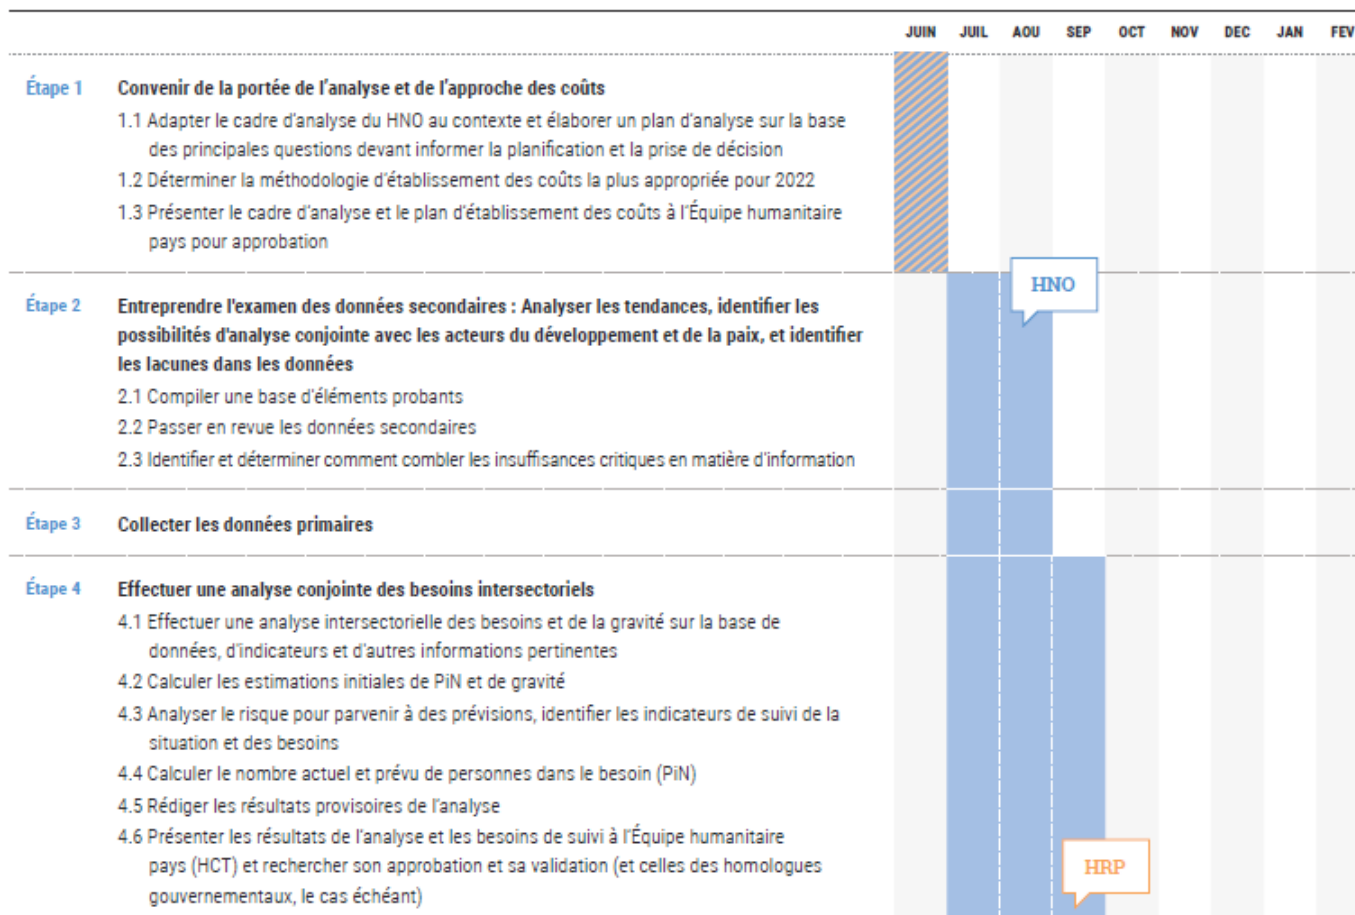 JUIN JUIL AOU SEP OCT NOV DEC JAN FEV
Étape 1 Convenir de la portée de l'analyse et de l'approche des coûts
1.1 Adapter le cadre d'analyse du HNO au contexte et élaborer un plan d'analyse sur la base
des principales questions devant informer la planification et la prise de décision
1.2 Déterminer la méthodologie d'établissement des coûts la plus appropriée pour 2022
1.3 Présenter le cadre d'analyse et le plan d'établissement des coûts à l'Équipe humanitaire
pays pour approbation
HNO
Étape 2 Entreprendre l'examen des données secondaires : Analyser les tendances, identifier les
possibilités d'analyse conjointe avec les acteurs du développement et de la paix, et identifier
les lacunes dans les données
2.1 Compiler une base d'éléments probants
2.2 Passer en revue les données secondaires
2.3 Identifier et déterminer comment combler les insuffisances critiques en matière d'information
Étape 3 Collecter les données primaires
Étape 4 Effectuer une analyse conjointe des besoins intersectoriels
4.1 Effectuer une analyse intersectorielle des besoins et de la gravité sur la base de
données, d'indicateurs et d'autres informations pertinentes
4.2 Calculer les estimations initiales de PiN et de gravité
4.3 Analyser le risque pour parvenir à des prévisions, identifier les indicateurs de suivi de la
situation et des besoins
4.4 Calculer le nombre actuel et prévu de personnes dans le besoin (PiN)
4.5 Rédiger les résultats provisoires de l'analyse
4.6 Présenter les résultats de l'analyse et les besoins de suivi à l'Équipe humanitaire
pays (HCT) et rechercher son approbation et sa validation (et celles des homologues
gouvernementaux, le cas échéant)
HRP